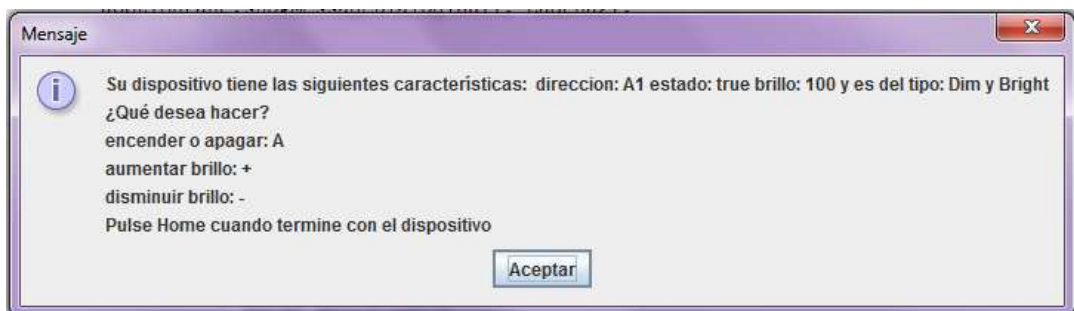 Mensaje
Su dispositivo tiene las siguientes características: direccion: A1 estado: true brillo: 100 y es del tipo: Dim y Bright
¿Qué desea hacer?
encender o apagar: A
aumentar brillo: +
disminuir brillo: -
Pulse Home cuando termine con el dispositivo
Aceptar